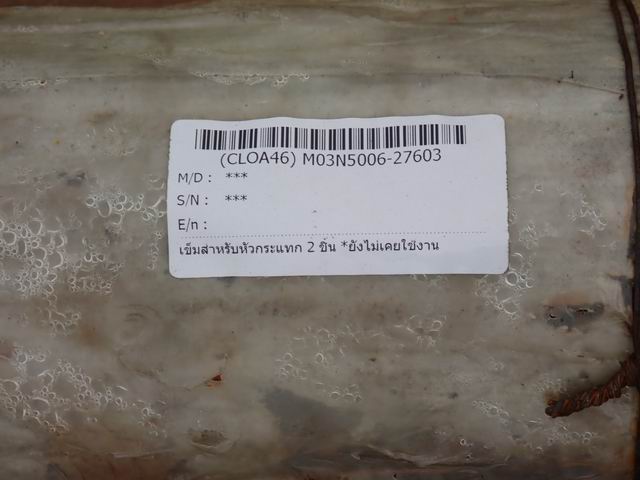 (CLOA46) M03N5006-27603
M/D : ***
S/N : ***
E/n :
เข็มสำหรับหัวกระแทก 2 ชิ้น *ยังไม่เคยใช้งาน